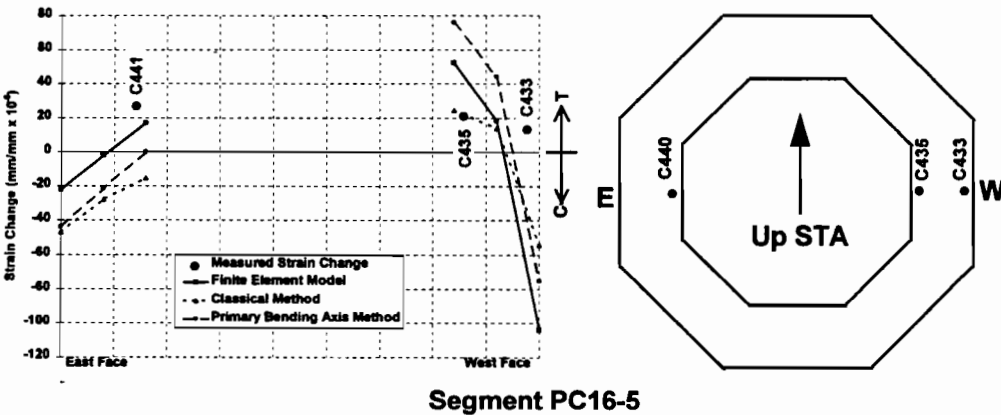 Strain Change (mm/mm x 10⁻⁶)
80
80
40
20
0
-20
-40
-60
-80
-100
-120
C441
C435
C433
T
C
Measured Strain Change
Finite Element Model
Classical Method
Primary Bending Axis Method
East Face
West Face
E
C440
C435
C433
W
Up STA
Segment PC16-5